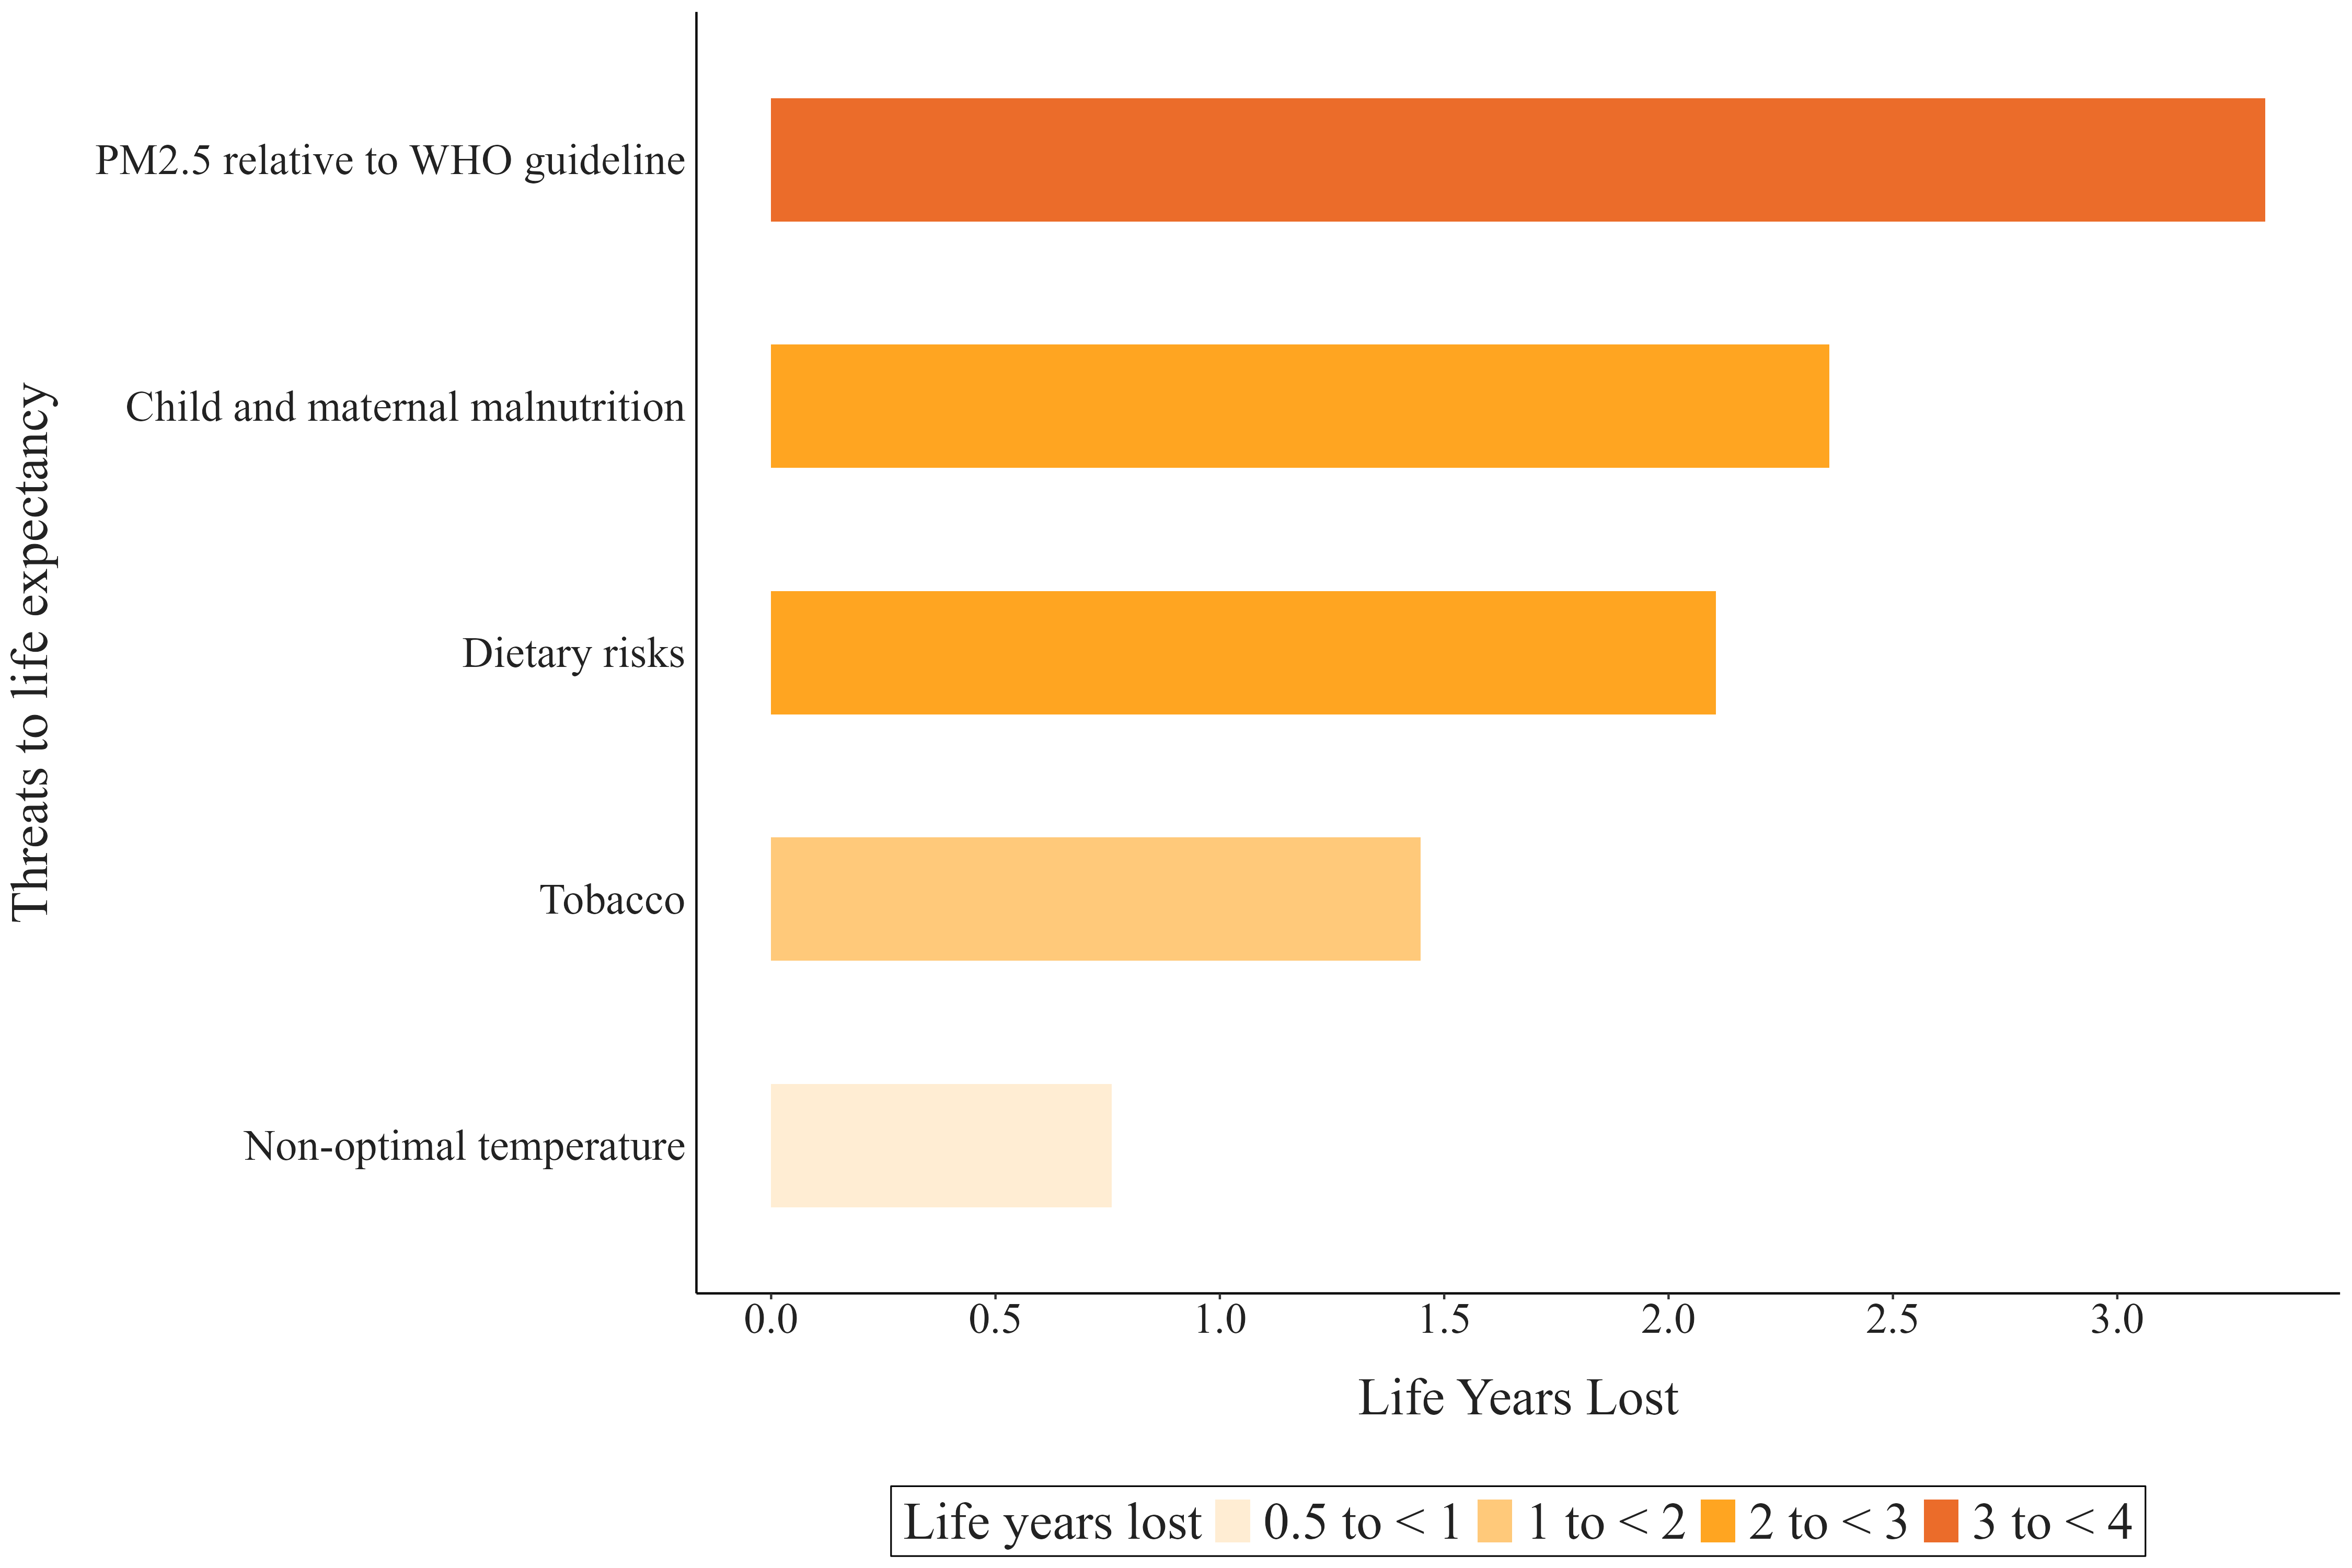 Threats to life expectancy
PM2.5 relative to WHO guideline
Child and maternal malnutrition
Dietary risks
Tobacco
Non-optimal temperature
0.0 0.5 1.0 1.5 2.0 2.5 3.0
Life Years Lost
Life years lost 0.5 to < 1 1 to < 2 2 to < 3 3 to < 4